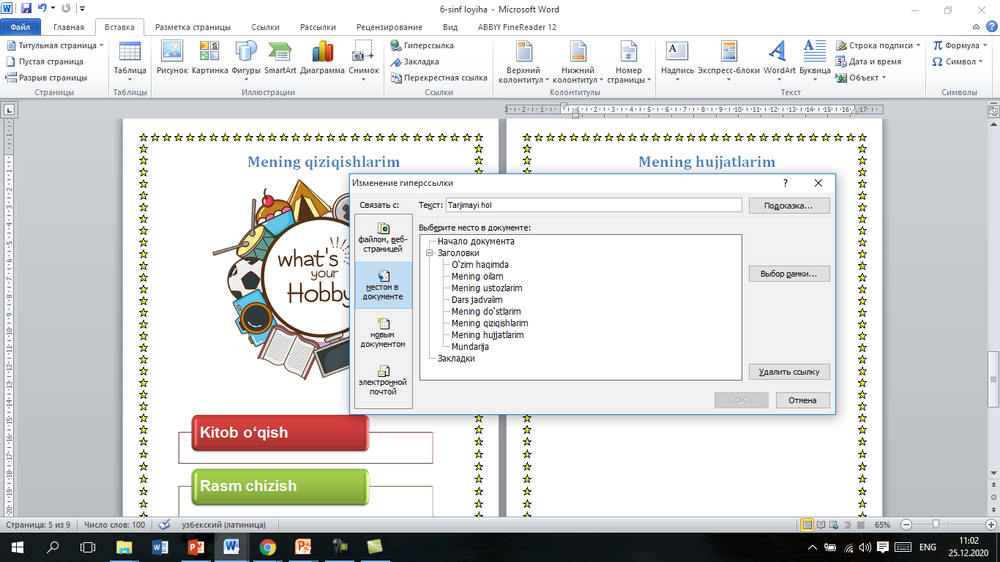 6-sinf loyiha - Microsoft Word
Файл Главная Вставка Разметка страницы Ссылки Рассылки Рецензирование Вид ABBYY FineReader 12
Титульная страница
Пустая страница
Разрыв страницы
Страницы
Таблица
Таблицы
Рисунок Картинка Фигуры SmartArt Диаграмма Снимок
Иллюстрации
Гиперссылка
Закладка
Перекрестная ссылка
Ссылки
Верхний колонтитул
Нижний колонтитул
Номер страницы
Колонтитулы
Надпись Экспресс-блоки WordArt Буквица
Строка подписи
Дата и время
Объект
Текст
Формула
Символ
Символы
Mening qiziqishlarim
Mening hujjatlarim
what's
your
Hobby
Изменение гиперссылки
Связать с:
Текст: Tarjimayi hol
Подсказка...
файлом, веб-
страницей
местом в
документе
новым
документом
электронной
почтой
Выберите место в документе:
Начало документа
Заголовки
O`zim haqimda
Mening oilam
Mening ustozlarim
Dars jadvalim
Mening do`stlarim
Mening qiziqishlarim
Mening hujjatlarim
Mundarija
Закладки
Выбор рамки...
Удалить ссылку
ОК
Отмена
Kitob o‘qish
Rasm chizish
Страница: 5 из 9 Число слов: 100 узбекский (латиница) 65%
ENG
11:02
25.12.2020